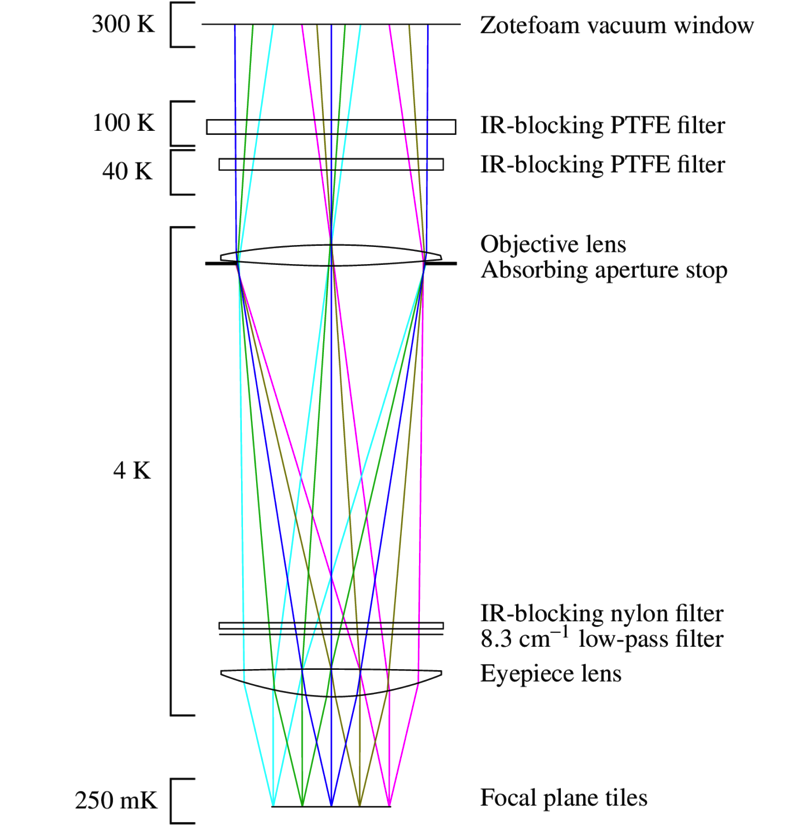 300 K Zotefoam vacuum window
100 K IR-blocking PTFE filter
40 K IR-blocking PTFE filter
Objective lens
Absorbing aperture stop
4 K
IR-blocking nylon filter
8.3 cm⁻¹ low-pass filter
Eyepiece lens
250 mK Focal plane tiles